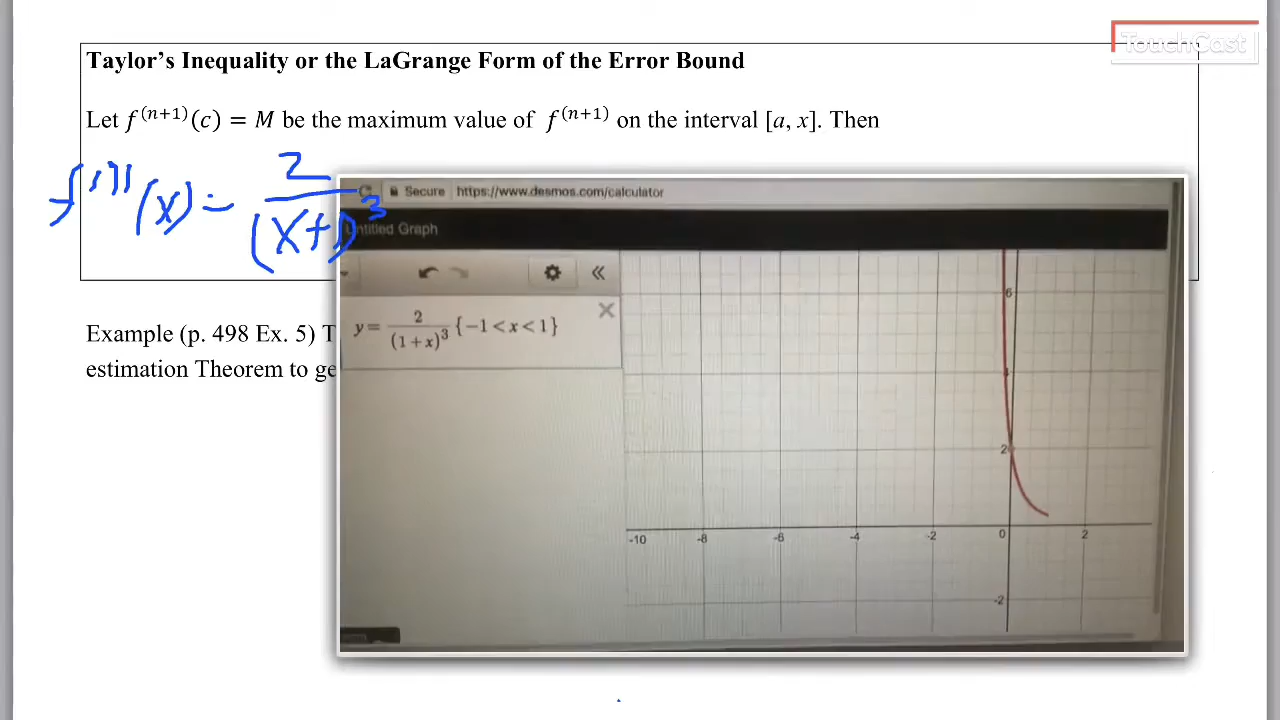 TouchCast
Taylor’s Inequality or the LaGrange Form of the Error Bound
Let f^(n+1)(c) = M be the maximum value of f^(n+1) on the interval [a, x]. Then
f'''(x) = 2/(x+1)^3
Secure https://www.desmos.com/calculator
Untitled Graph
y = 2/(1+x)^3 {−1<x<1}
Example (p. 498 Ex. 5) T
estimation Theorem to ge
6
4
2
-10 -8 -6 -4 -2 0 2
-2